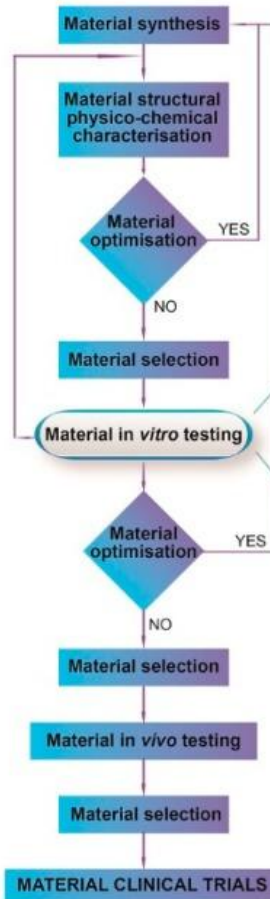 Material synthesis
Material structural
physico-chemical
characterisation
Material
optimisation
YES
NO
Material selection
Material in vitro testing
Material
optimisation
YES
NO
Material selection
Material in vivo testing
Material selection
MATERIAL CLINICAL TRIALS